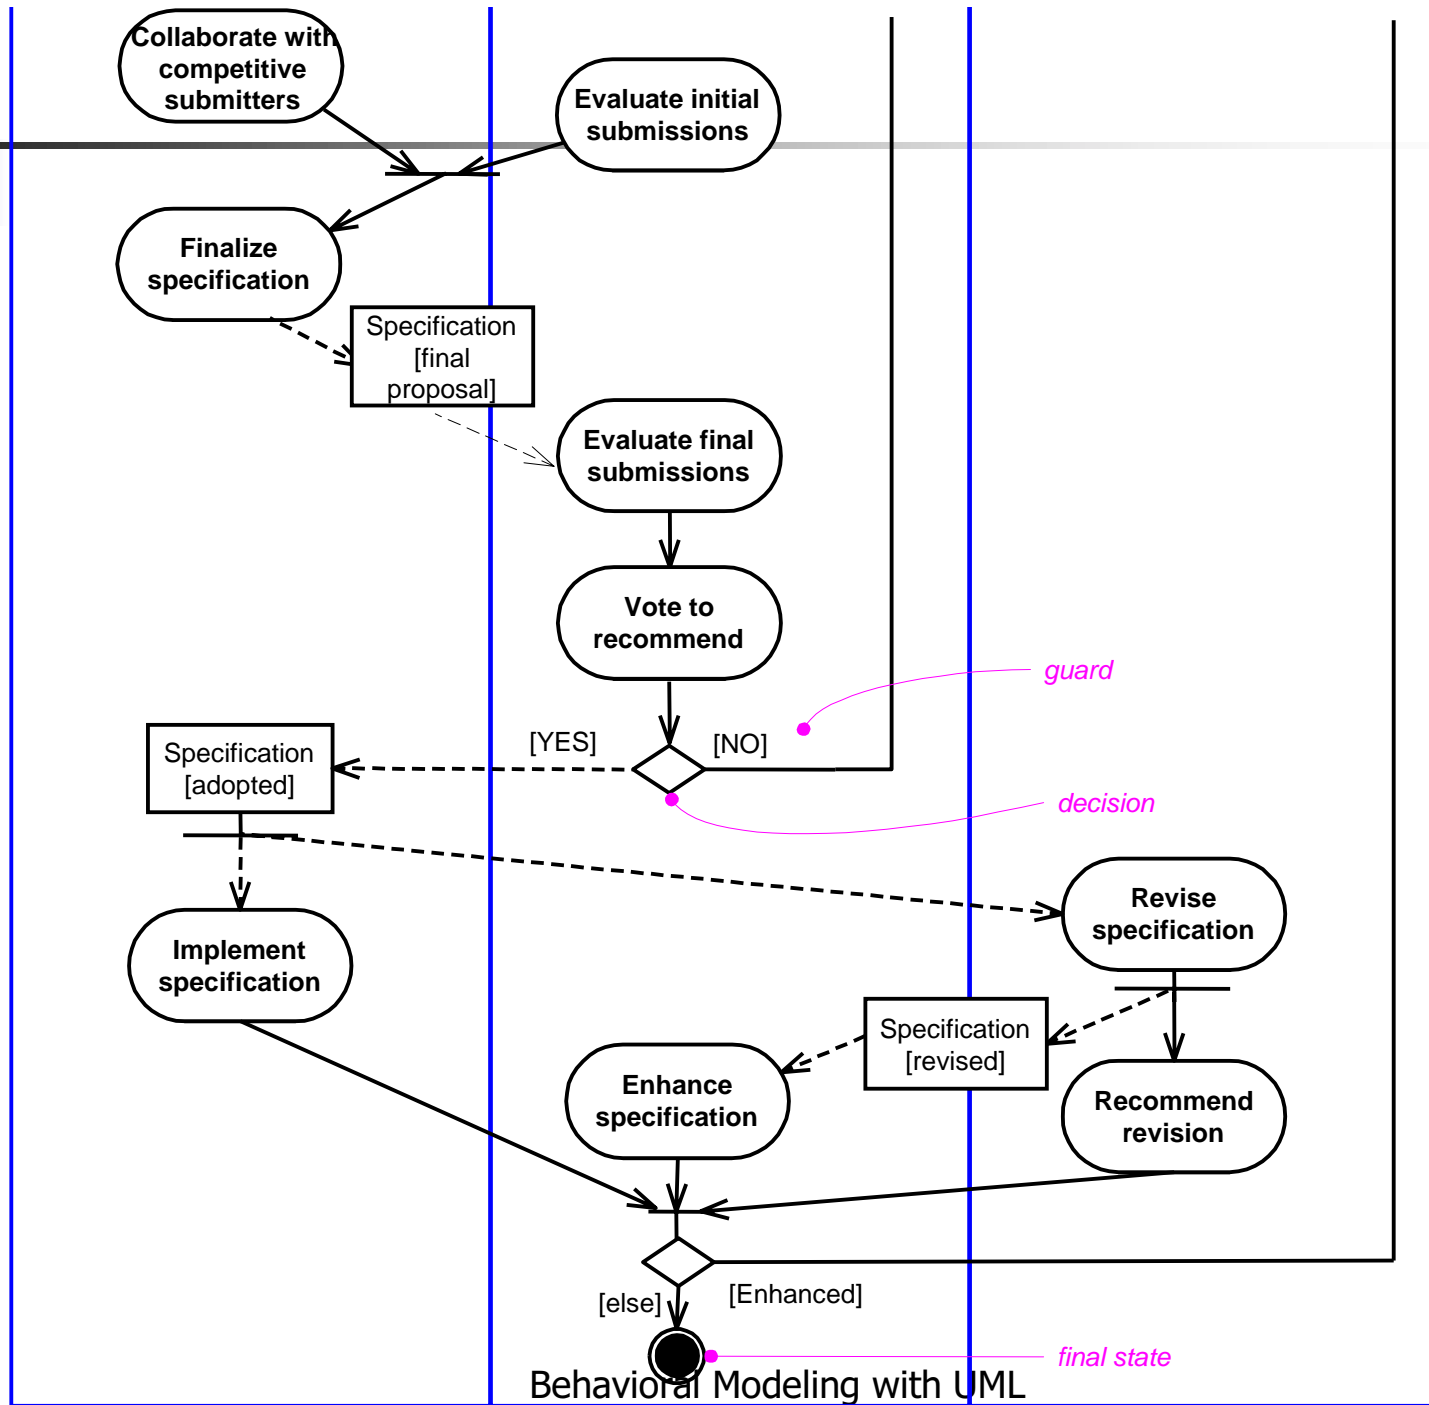 Collaborate with
competitive
submitters
Evaluate initial
submissions
Finalize
specification
Specification
[final
proposal]
Evaluate final
submissions
Vote to
recommend
guard
[YES]
[NO]
Specification
[adopted]
decision
Revise
specification
Implement
specification
Specification
[revised]
Enhance
specification
Recommend
revision
[else]
[Enhanced]
final state
Behavioral Modeling with UML